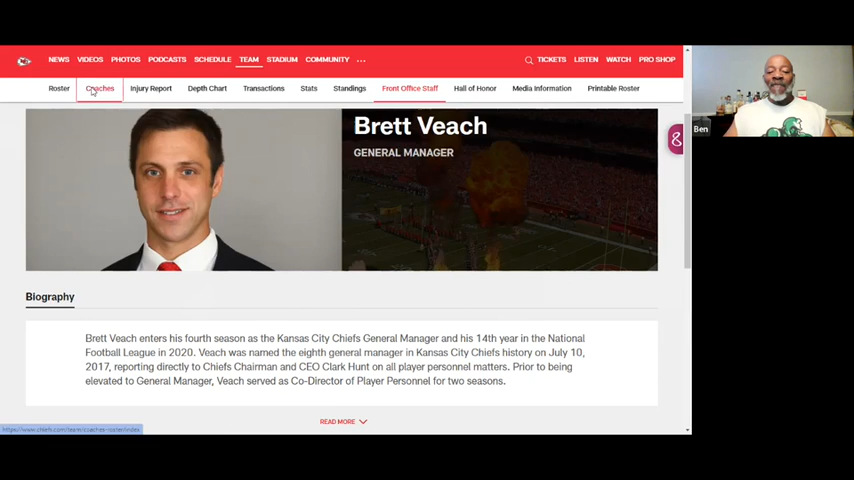 NEWS VIDEOS PHOTOS PODCASTS SCHEDULE TEAM STADIUM COMMUNITY ... TICKETS LISTEN WATCH PRO SHOP
Roster Coaches Injury Report Depth Chart Transactions Stats Standings Front Office Staff Hall of Honor Media Information Printable Roster
Brett Veach
GENERAL MANAGER
Ben
Biography
Brett Veach enters his fourth season as the Kansas City Chiefs General Manager and his 14th year in the National
Football League in 2020. Veach was named the eighth general manager in Kansas City Chiefs history on July 10,
2017, reporting directly to Chiefs Chairman and CEO Clark Hunt on all player personnel matters. Prior to being
elevated to General Manager, Veach served as Co-Director of Player Personnel for two seasons.
READ MORE
https://www.chiefs.com/team/coaches-roster/index